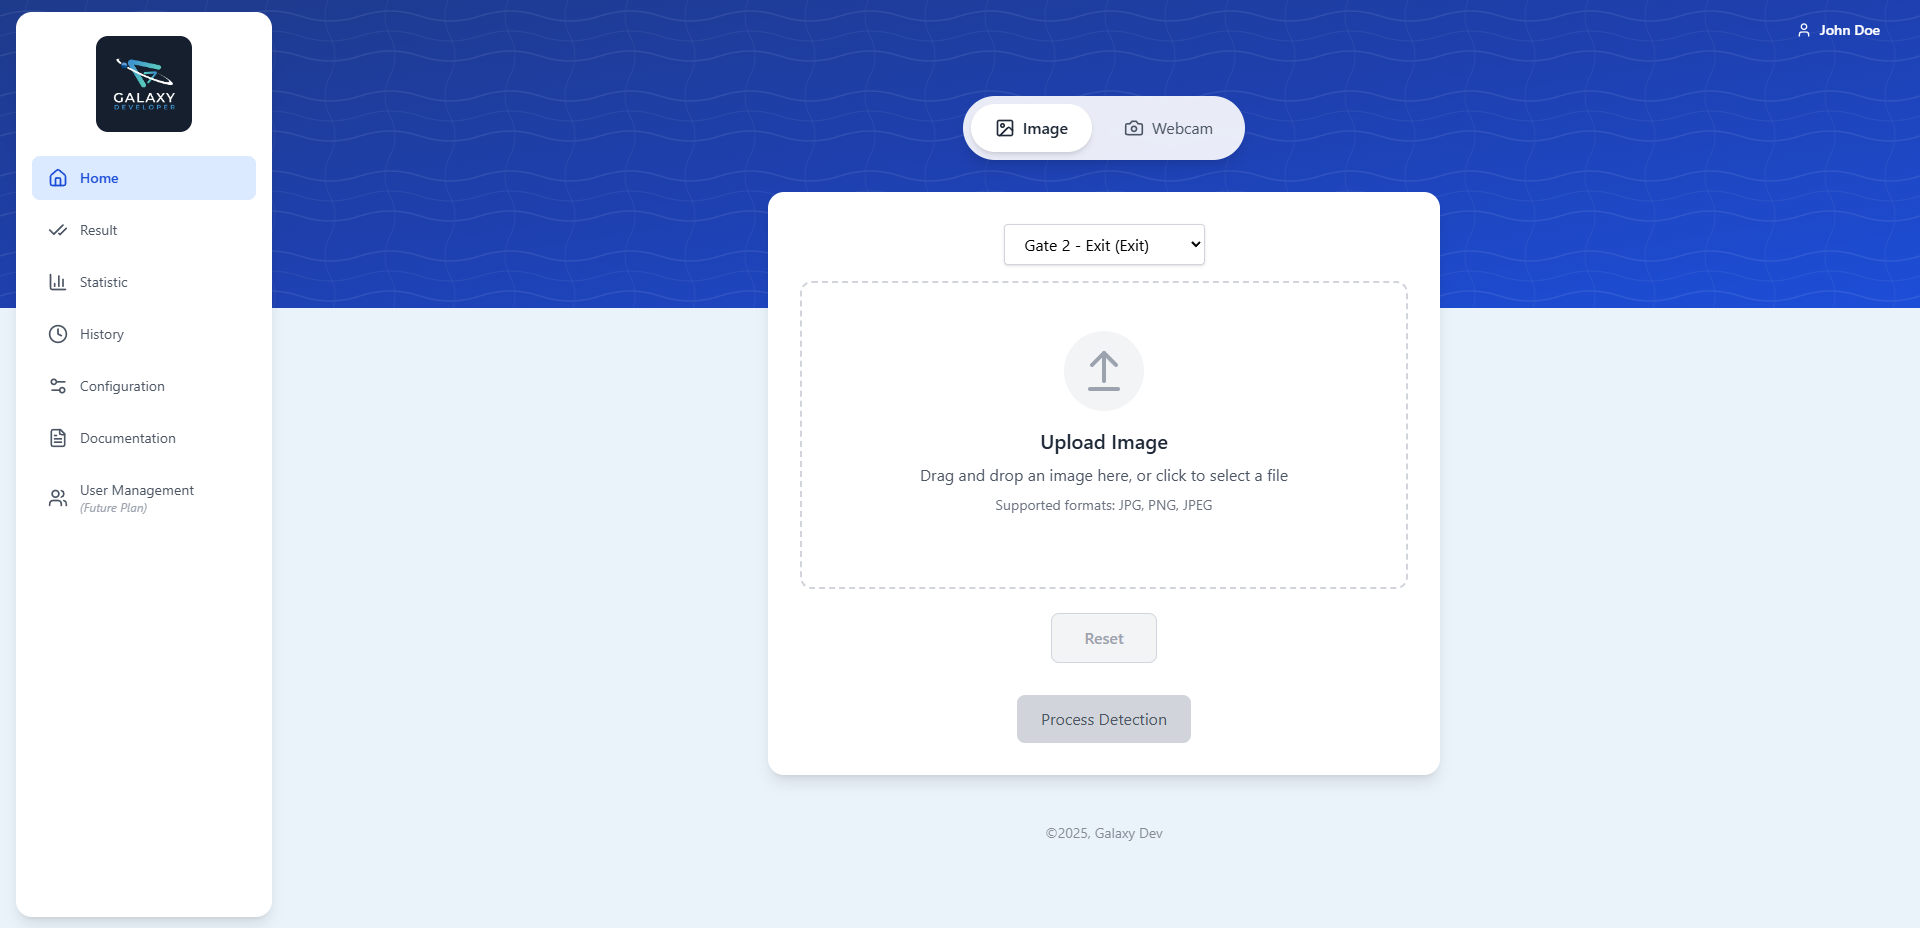 GALAXY
DEVELOPER
Home
Result
Statistic
History
Configuration
Documentation
User Management
(Future Plan)
John Doe
Image
Webcam
Gate 2 - Exit (Exit)
Upload Image
Drag and drop an image here, or click to select a file
Supported formats: JPG, PNG, JPEG
Reset
Process Detection
©2025, Galaxy Dev